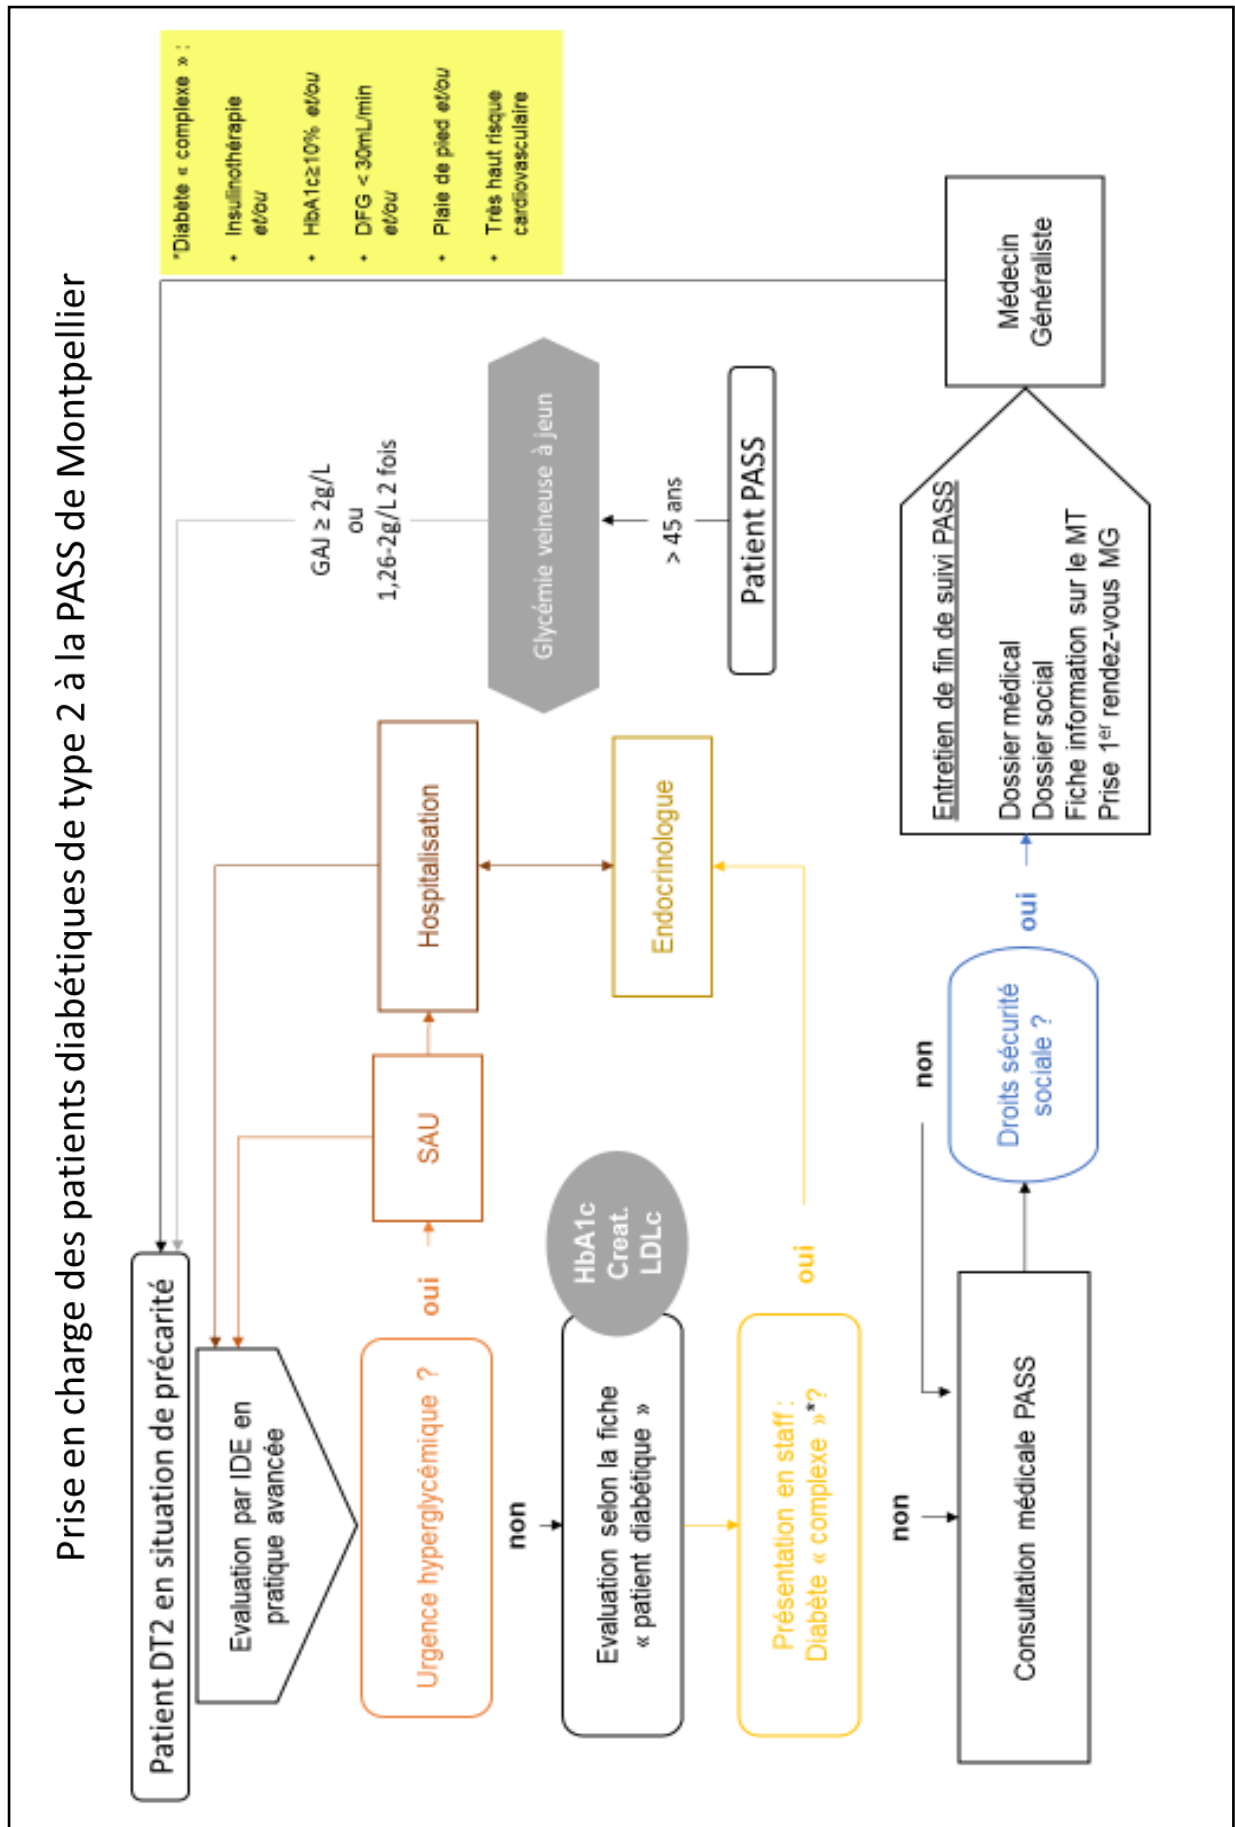 Prise en charge des patients diabétiques de type 2 à la PASS de Montpellier
Patient DT2 en situation de précarité
Evaluation par IDE en
pratique avancée
Urgence hyperglycémique ?
oui
SAU
Hospitalisation
Endocrinologue
non
Evaluation selon la fiche
« patient diabétique »
HbA1c
Creat.
LDLc
Présentation en staff :
Diabète « complexe »*?
oui
non
Consultation médicale PASS
non
Droits sécurité
sociale ?
oui
Entretien de fin de suivi PASS
Dossier médical
Dossier social
Fiche information sur le MT
Prise 1er rendez-vous MG
Médecin
Généraliste
Patient PASS
> 45 ans
Glycémie veineuse à jeun
GAJ ≥ 2g/L
ou
1,26-2g/L 2 fois
*Diabète « complexe » :
• Insulinothérapie
et/ou
• HbA1c≥10% et/ou
• DFG < 30mL/min
et/ou
• Plaie de pied et/ou
• Très haut risque
cardiovasculaire